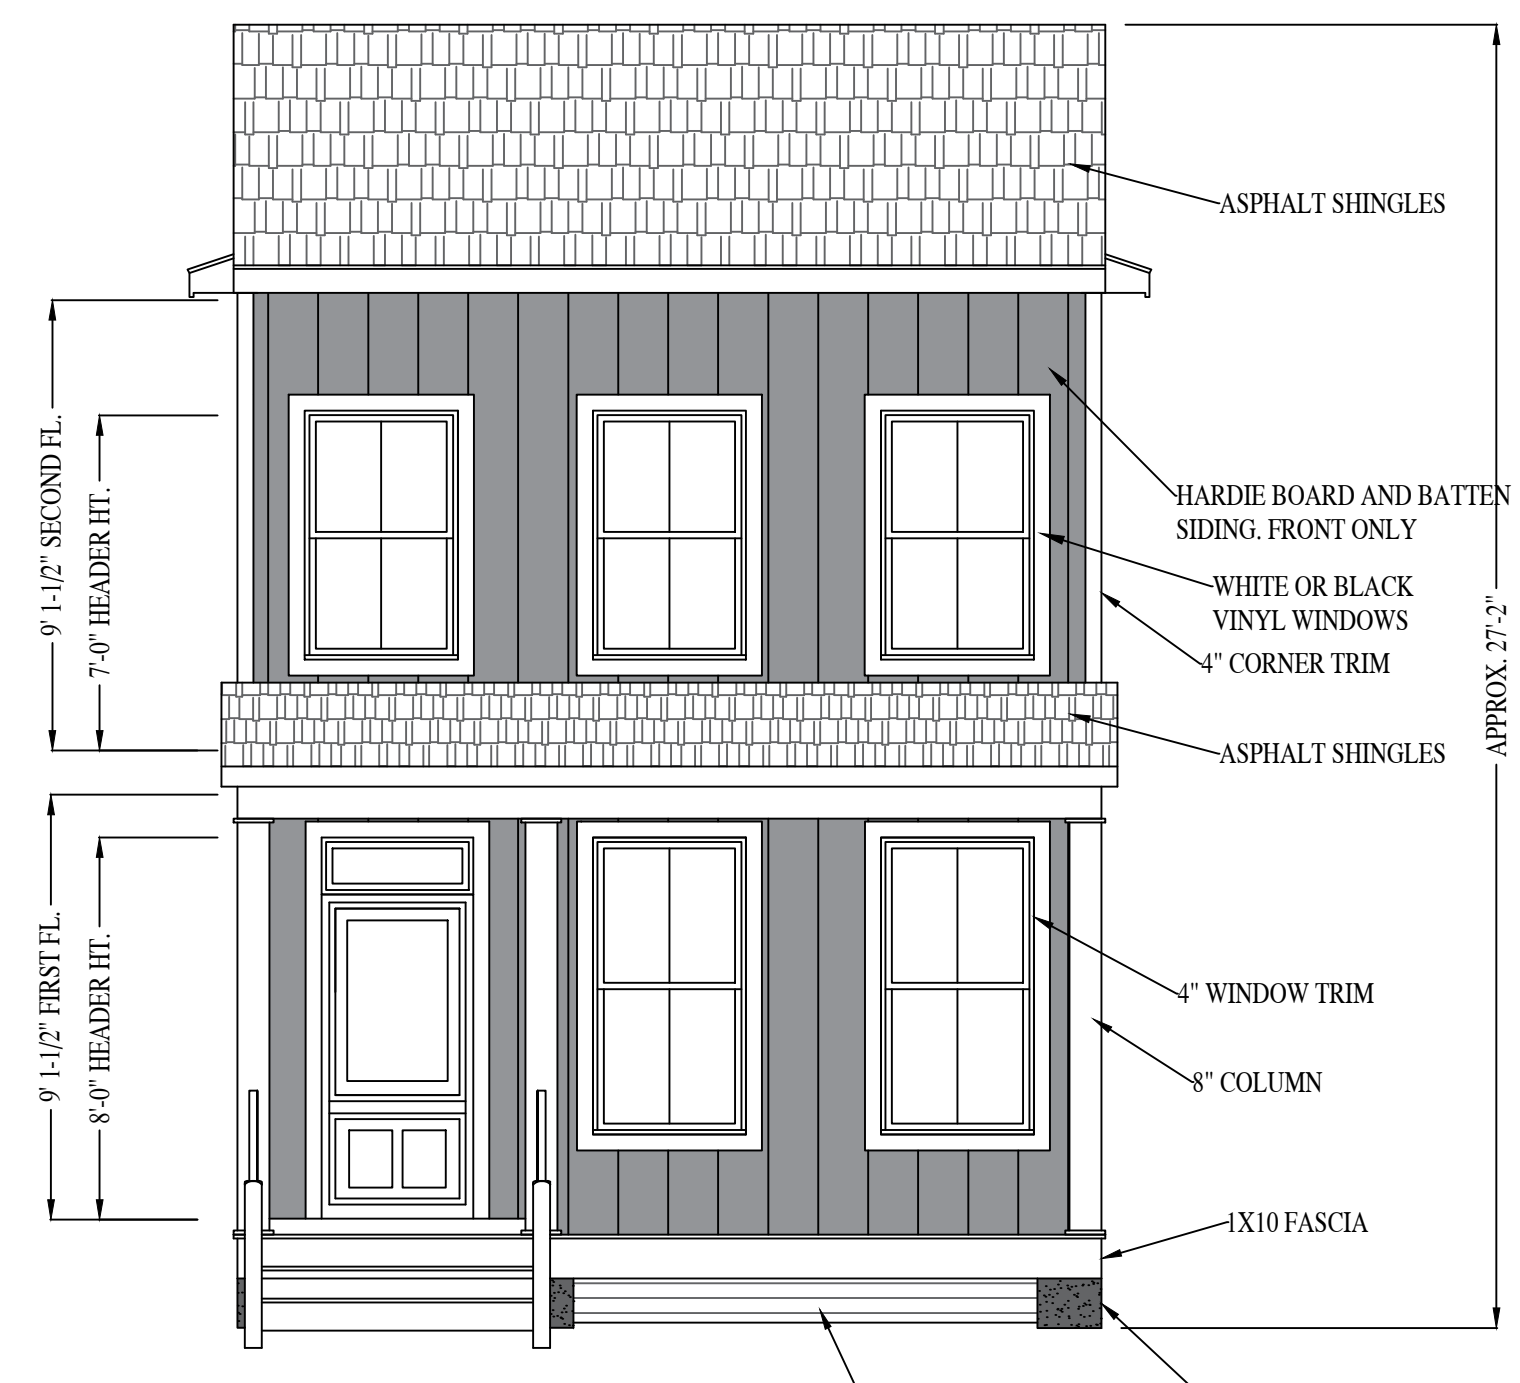 ASPHALT SHINGLES
HARDIE BOARD AND BATTEN
SIDING. FRONT ONLY
WHITE OR BLACK
VINYL WINDOWS
4" CORNER TRIM
ASPHALT SHINGLES
4" WINDOW TRIM
8" COLUMN
1X10 FASCIA
9' 1-1/2" SECOND FL.
7'-0" HEADER HT.
9' 1-1/2" FIRST FL.
8'-0" HEADER HT.
APPROX. 27'-2"